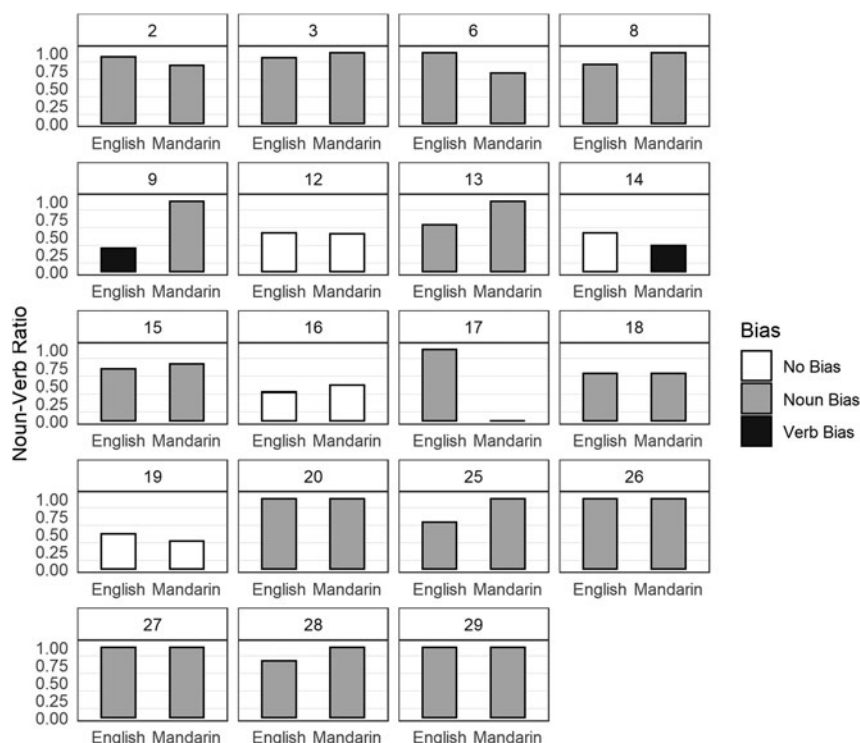 2 3 6 8
1.00
0.75
0.50
0.25
0.00
English Mandarin English Mandarin English Mandarin English Mandarin
9 12 13 14
1.00
0.75
0.50
0.25
0.00
English Mandarin English Mandarin English Mandarin English Mandarin
15 16 17 18
1.00
0.75
0.50
0.25
0.00
English Mandarin English Mandarin English Mandarin English Mandarin
19 20 25 26
1.00
0.75
0.50
0.25
0.00
English Mandarin English Mandarin English Mandarin English Mandarin
27 28 29
1.00
0.75
0.50
0.25
0.00
English Mandarin English Mandarin English Mandarin
Noun-Verb Ratio
Bias
No Bias
Noun Bias
Verb Bias